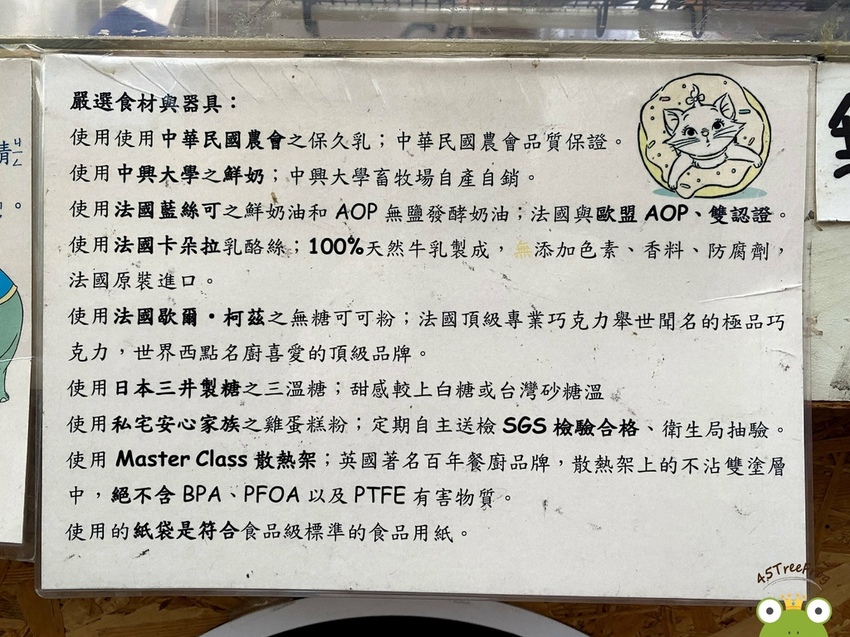 嚴選食材與器具：
使用使用中華民國農會之保久乳；中華民國農會品質保證。
使用中興大學之鮮奶；中興大學畜牧場自產自銷。
使用法國藍絲可之鮮奶油和 AOP 無鹽發酵奶油；法國與歐盟 AOP、雙認證。
使用法國卡朵拉乳酪絲；100%天然牛乳製成，無添加色素、香料、防腐劑，
法國原裝進口。
使用法國歇爾・柯茲之無糖可可粉；法國頂級專業巧克力舉世聞名的極品巧
克力，世界西點名廚喜愛的頂級品牌。
使用日本三井製糖之三溫糖；甜感較上白糖或台灣砂糖溫
使用私宅安心家族之雞蛋糕粉；定期自主送檢 SGS 檢驗合格、衛生局抽驗。
使用 Master Class 散熱架；英國著名百年餐廚品牌，散熱架上的不沾雙塗層
中，絕不含 BPA、PFOA 以及 PTFE 有害物質。
使用的紙袋是符合食品級標準的食品用紙。